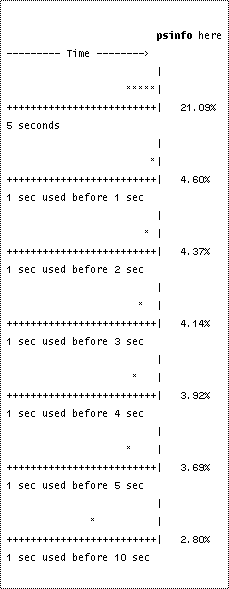 psinfo here
--------- Time -------->
|
*****|
+++++++++++++++++++++++++| 21.09%
5 seconds
|
*|
+++++++++++++++++++++++++| 4.60%
1 sec used before 1 sec
|
* |
+++++++++++++++++++++++++| 4.37%
1 sec used before 2 sec
|
* |
+++++++++++++++++++++++++| 4.14%
1 sec used before 3 sec
|
* |
+++++++++++++++++++++++++| 3.92%
1 sec used before 4 sec
|
* |
+++++++++++++++++++++++++| 3.69%
1 sec used before 5 sec
|
* |
+++++++++++++++++++++++++| 2.80%
1 sec used before 10 sec